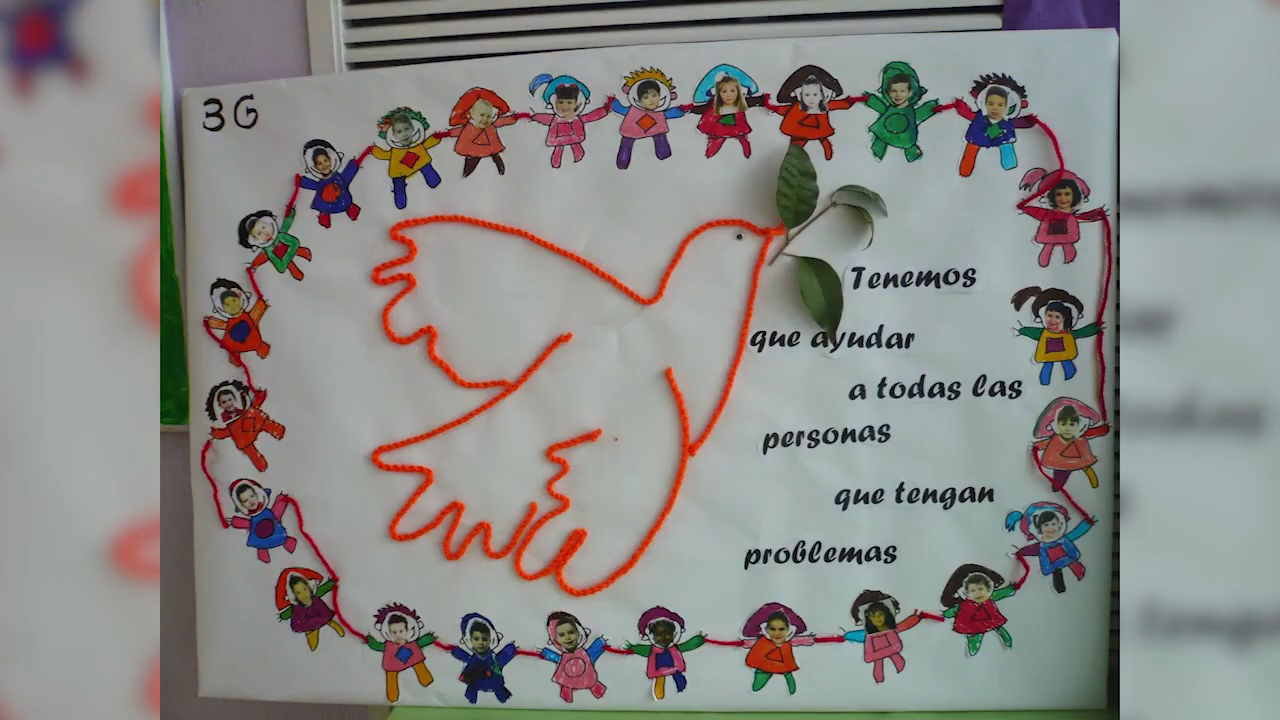 3G
Tenemos
que ayudar
a todas las
personas
que tengan
problemas